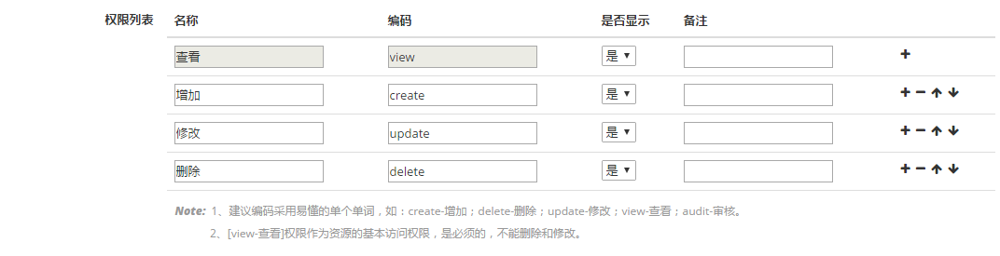 权限列表 名称 编码 是否显示 备注
查看 view 是
增加 create 是
修改 update 是
删除 delete 是
Note: 1、建议编码采用易懂的单个单词，如：create-增加；delete-删除；update-修改；view-查看；audit-审核。
2、[view-查看]权限作为资源的基本访问权限，是必须的，不能删除和修改。